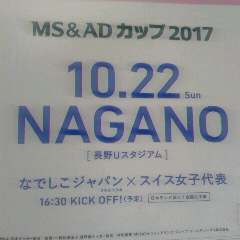 MS&ADカップ2017
10.22 Sun
NAGANO
[長野Uスタジアム]
なでしこジャパン×スイス女子代表
16:30 KICK OFF!(予定)